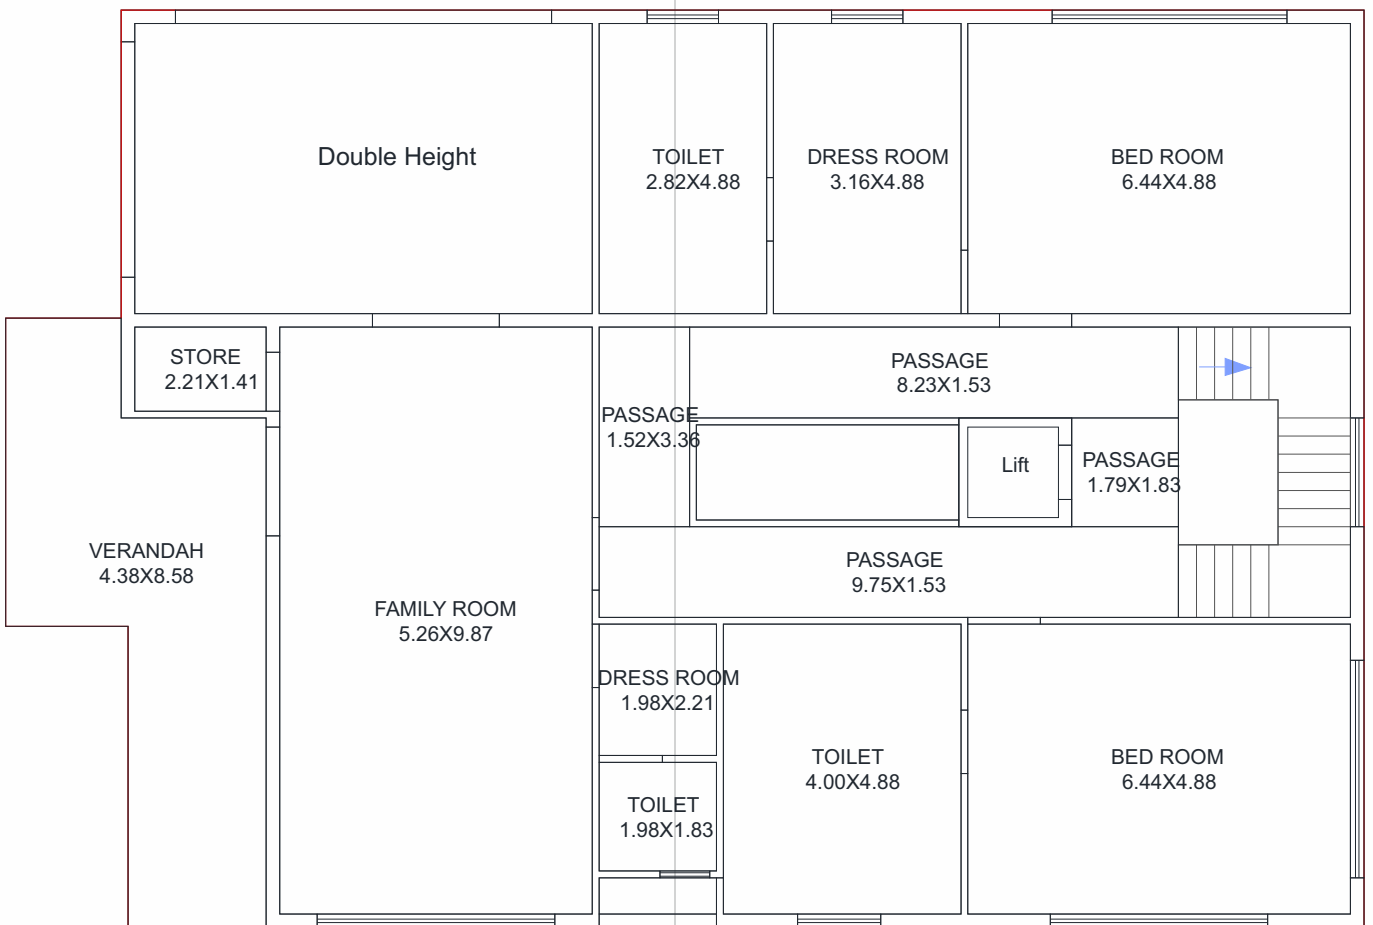 Double Height
TOILET
2.82X4.88
DRESS ROOM
3.16X4.88
BED ROOM
6.44X4.88
STORE
2.21X1.41
PASSAGE
8.23X1.53
PASSAGE
1.52X3.36
Lift
PASSAGE
1.79X1.83
VERANDAH
4.38X8.58
PASSAGE
9.75X1.53
FAMILY ROOM
5.26X9.87
DRESS ROOM
1.98X2.21
TOILET
4.00X4.88
BED ROOM
6.44X4.88
TOILET
1.98X1.83